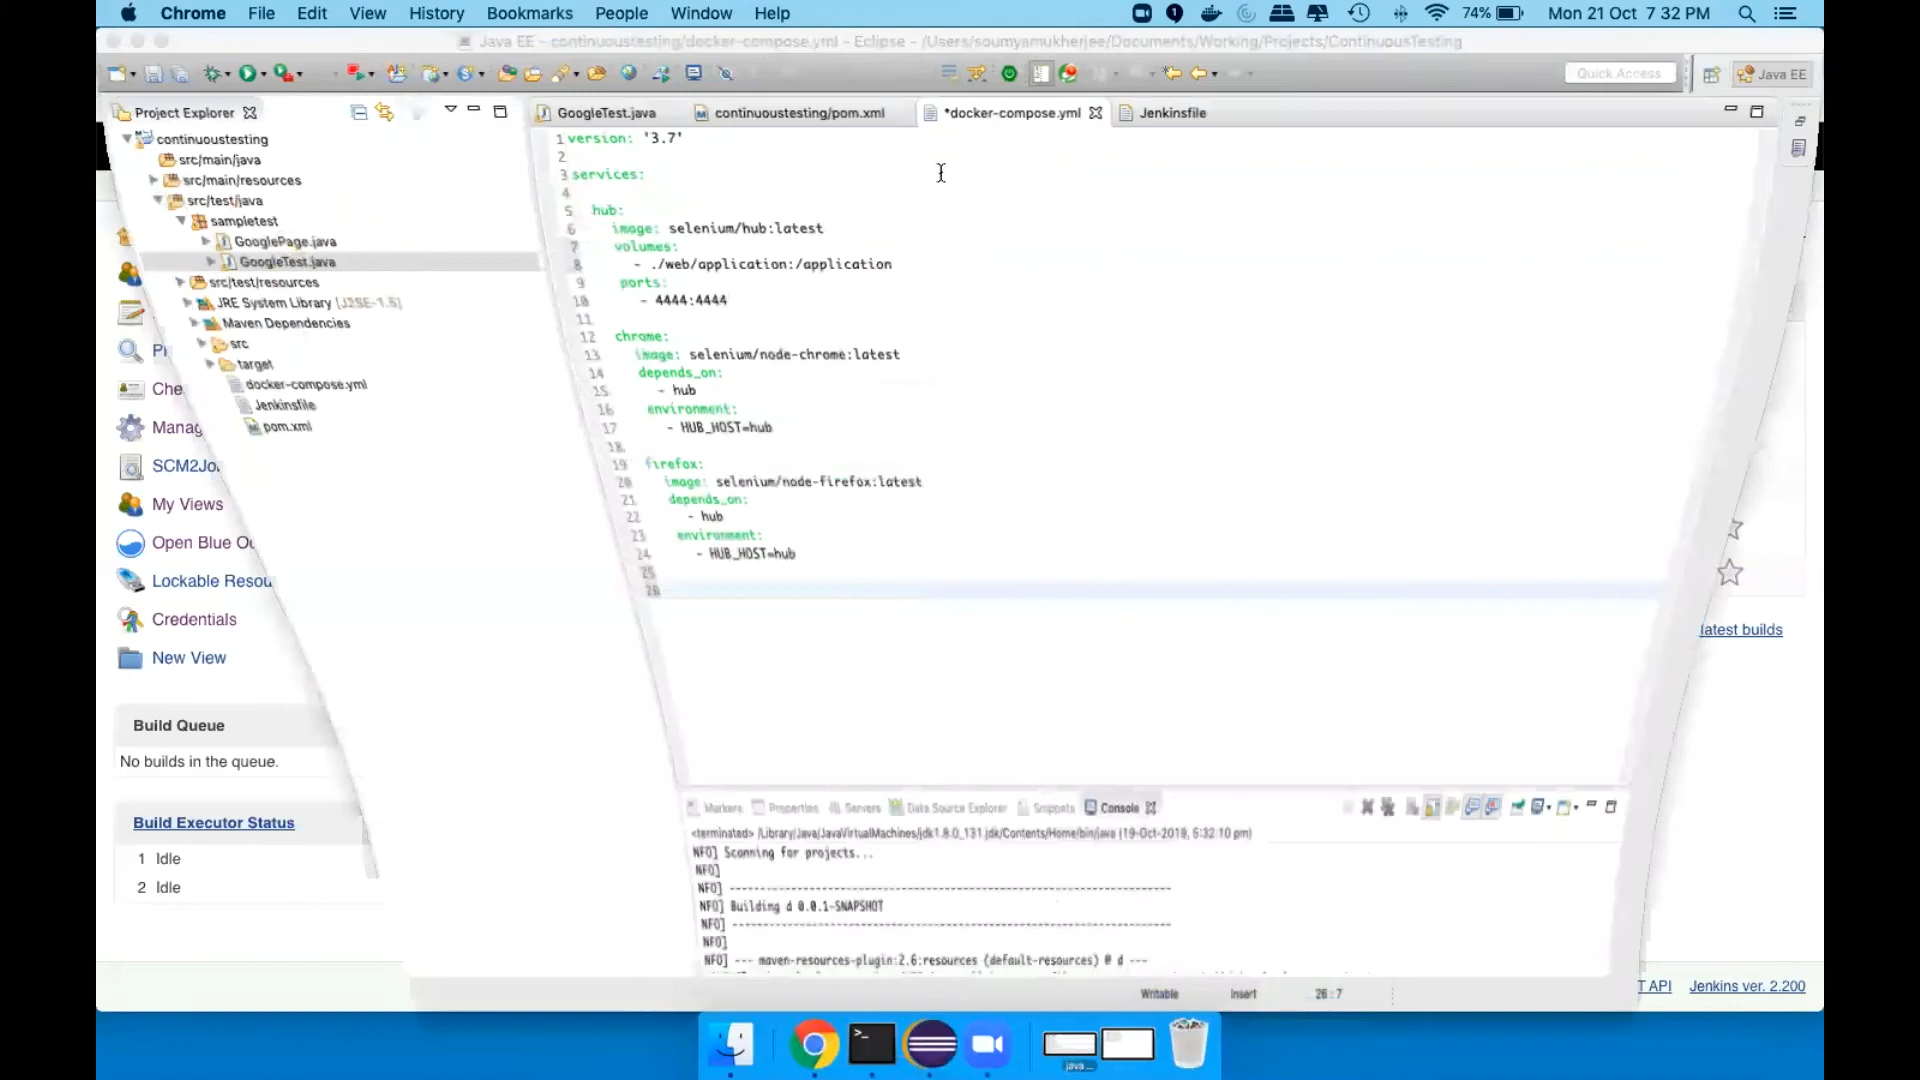 Chrome File Edit View History Bookmarks People Window Help 74% Mon 21 Oct 7 32 PM
Java EE - continuoustesting/docker-compose.yml - Eclipse - /Users/soumyamukherjee/Documents/Working/Projects/ContinuousTesting
Quick Access Java EE
Project Explorer
continuoustesting
src/main/java
src/main/resources
src/test/java
sampletest
GooglePage.java
GoogleTest.java
src/test/resources
JRE System Library [J2SE-1.5]
Maven Dependencies
src
target
docker-compose.yml
Jenkinsfile
pom.xml
GoogleTest.java continuoustesting/pom.xml *docker-compose.yml Jenkinsfile
1 version: '3.7'
2
3 services:
4
5 hub:
6 image: selenium/hub:latest
7 volumes:
8 - ./web/application:/application
9 ports:
10 - 4444:4444
11
12 chrome:
13 image: selenium/node-chrome:latest
14 depends_on:
15 - hub
16 environment:
17 - HUB_HOST=hub
18
19 firefox:
20 image: selenium/node-firefox:latest
21 depends_on:
22 - hub
23 environment:
24 - HUB_HOST=hub
25
26
My Views
Lockable Resou
Credentials
New View
Build Queue
No builds in the queue.
Build Executor Status
1 Idle
2 Idle
latest builds
Markers Properties Servers Data Source Explorer Snippets Console
<terminated> /Library/Java/JavaVirtualMachines/jdk1.8.0_131.jdk/Contents/Home/bin/java (19-Oct-2019, 5:32:10 pm)
NFO] Scanning for projects...
NFO]
NFO] ------------------------------------------------------------------------
NFO] Building d 0.0.1-SNAPSHOT
NFO] ------------------------------------------------------------------------
NFO]
NFO] --- maven-resources-plugin:2.6:resources (default-resources) @ d ---
Writable Insert 26:7
T API Jenkins ver. 2.200
java...